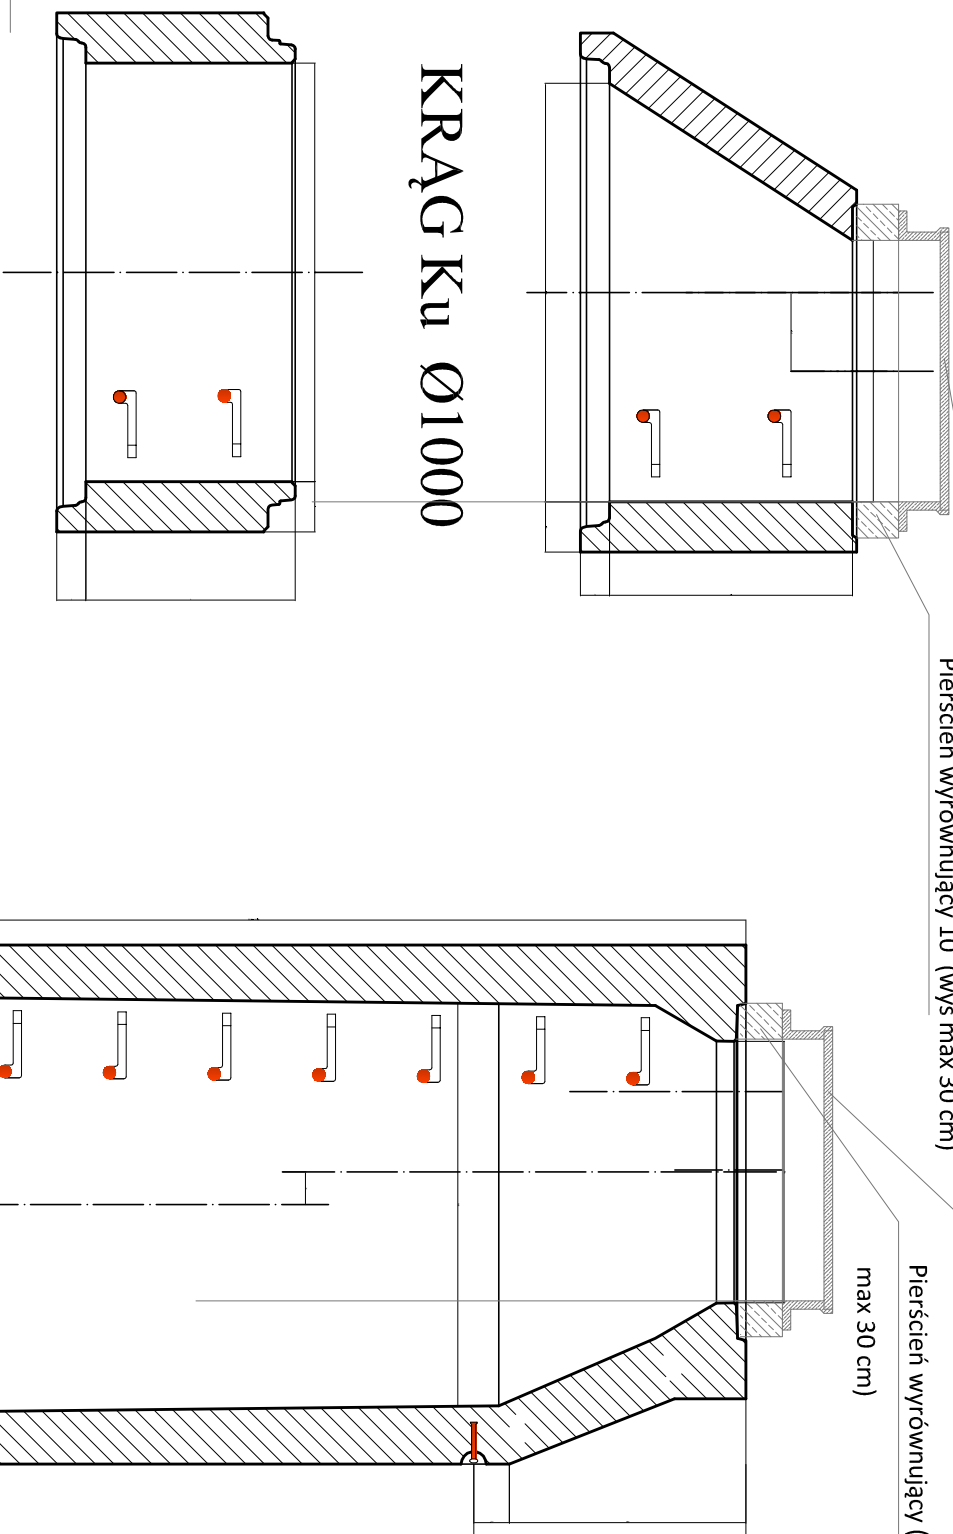 KRĄG Ku Ø1000
Pierścień wyrównujący 10 (wys max 30 cm)
Pierścień wyrównujący (
max 30 cm)